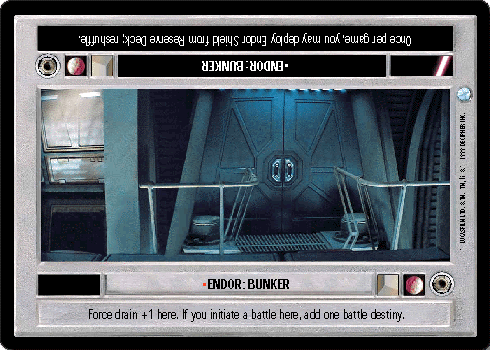 Once per game, you may deploy Endor Shield from Reserve Deck; reshuffle.
•ENDOR: BUNKER
•ENDOR: BUNKER
Force drain +1 here. If you initiate a battle here, add one battle destiny.